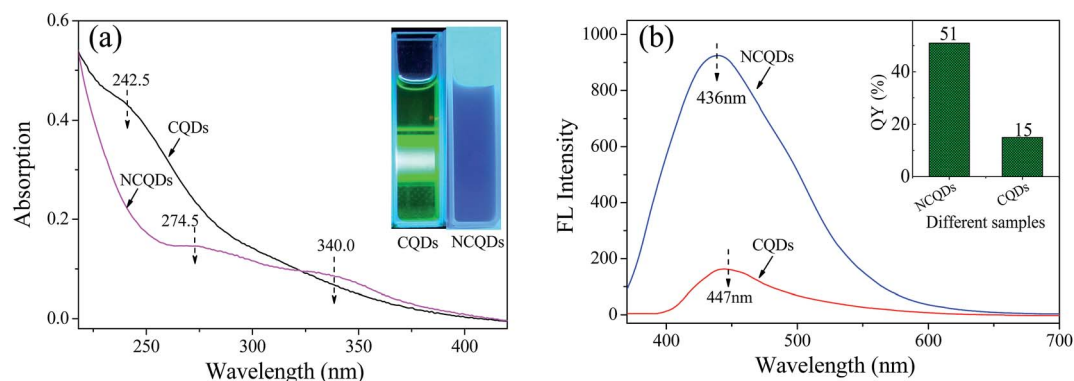 (a)
0.6
0.4
0.2
0.0
Absorption
242.5
CQDs
NCQDs
274.5
340.0
CQDs NCQDs
250 300 350 400
Wavelength (nm)
(b)
1000
800
600
400
200
0
FL Intensity
NCQDs
436nm
CQDs
447nm
400 450 500 550 600 700
Wavelength (nm)
51
15
40
20
0
QY (%)
NCQDs CQDs
Different samples